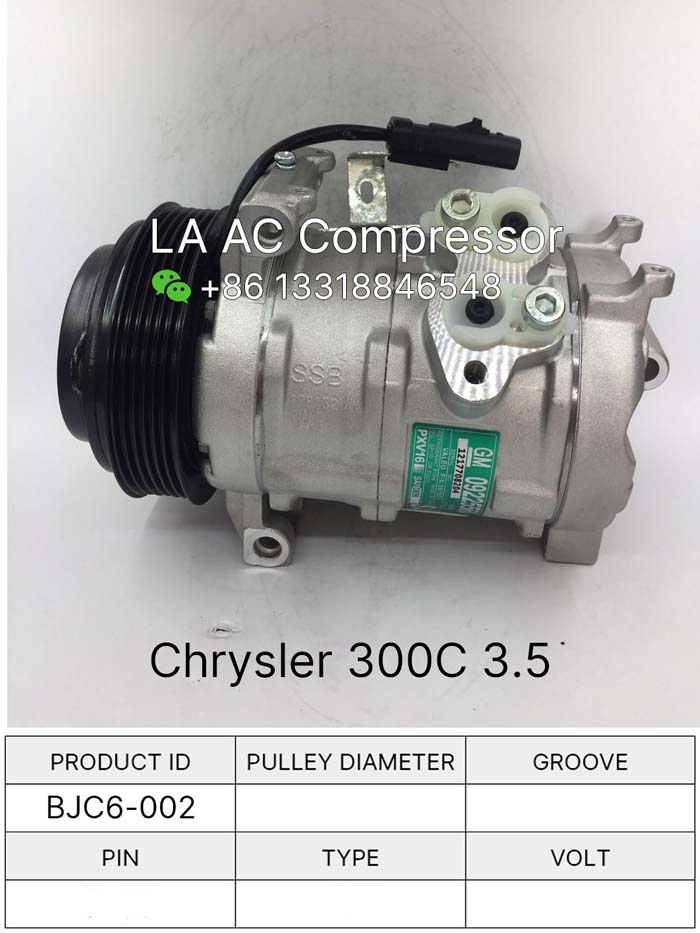 LA AC Compressor
+86 13318846548
SSB
GM
1217708204
PXV16
Chrysler 300C 3.5
PRODUCT ID PULLEY DIAMETER GROOVE
BJC6-002
PIN TYPE VOLT